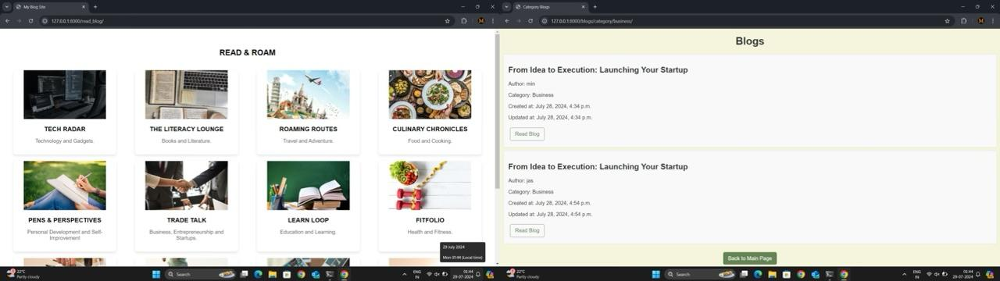 My Blog Site
127.0.0.1:8000/read_blog/
READ & ROAM
TECH RADAR
Technology and Gadgets.
THE LITERACY LOUNGE
Books and Literature.
ROAMING ROUTES
Travel and Adventure.
CULINARY CHRONICLES
Food and Cooking.
PENS & PERSPECTIVES
Personal Development and Self-
Improvement
TRADE TALK
Business, Entrepreneurship and
Startups.
LEARN LOOP
Education and Learning.
FITFOLIO
Health and Fitness.
29 July 2024
Mon 01:44 (Local time)
22°C
Partly cloudy
Search
ENG
IN
01:44
29-07-2024
Category Blogs
127.0.0.1:8000/blogs/category/business/
Blogs
From Idea to Execution: Launching Your Startup
Author: min
Category: Business
Created at: July 28, 2024, 4:34 p.m.
Updated at: July 28, 2024, 4:34 p.m.
Read Blog
From Idea to Execution: Launching Your Startup
Author: jas
Category: Business
Created at: July 28, 2024, 4:54 p.m.
Updated at: July 28, 2024, 4:54 p.m.
Read Blog
Back to Main Page
22°C
Partly cloudy
Search
ENG
IN
01:44
29-07-2024